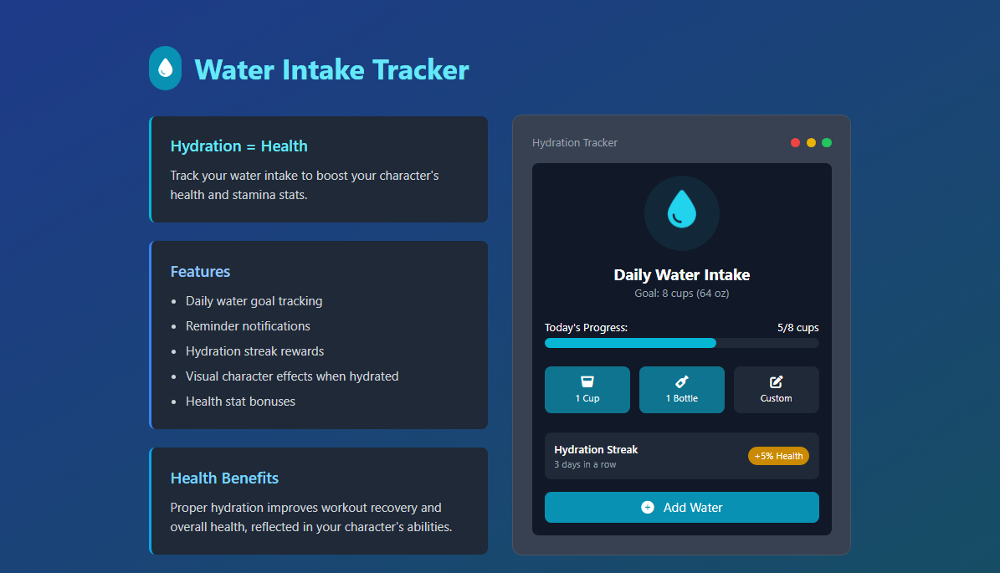 Water Intake Tracker
Hydration = Health
Track your water intake to boost your character's
health and stamina stats.
Features
Daily water goal tracking
Reminder notifications
Hydration streak rewards
Visual character effects when hydrated
Health stat bonuses
Health Benefits
Proper hydration improves workout recovery and
overall health, reflected in your character's abilities.
Hydration Tracker
Daily Water Intake
Goal: 8 cups (64 oz)
Today's Progress: 5/8 cups
1 Cup 1 Bottle Custom
Hydration Streak
3 days in a row
+5% Health
Add Water